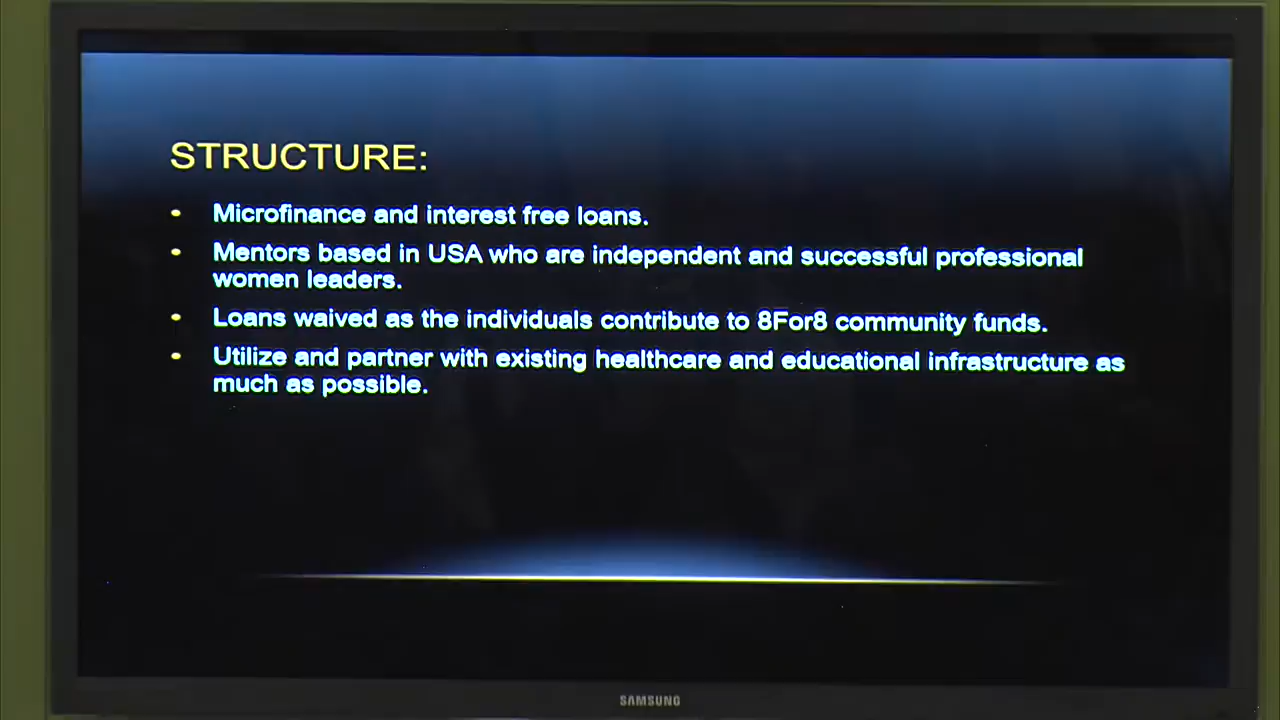 STRUCTURE:
• Microfinance and interest free loans.
• Mentors based in USA who are independent and successful professional
women leaders.
• Loans waived as the individuals contribute to 8For8 community funds.
• Utilize and partner with existing healthcare and educational infrastructure as
much as possible.
SAMSUNG